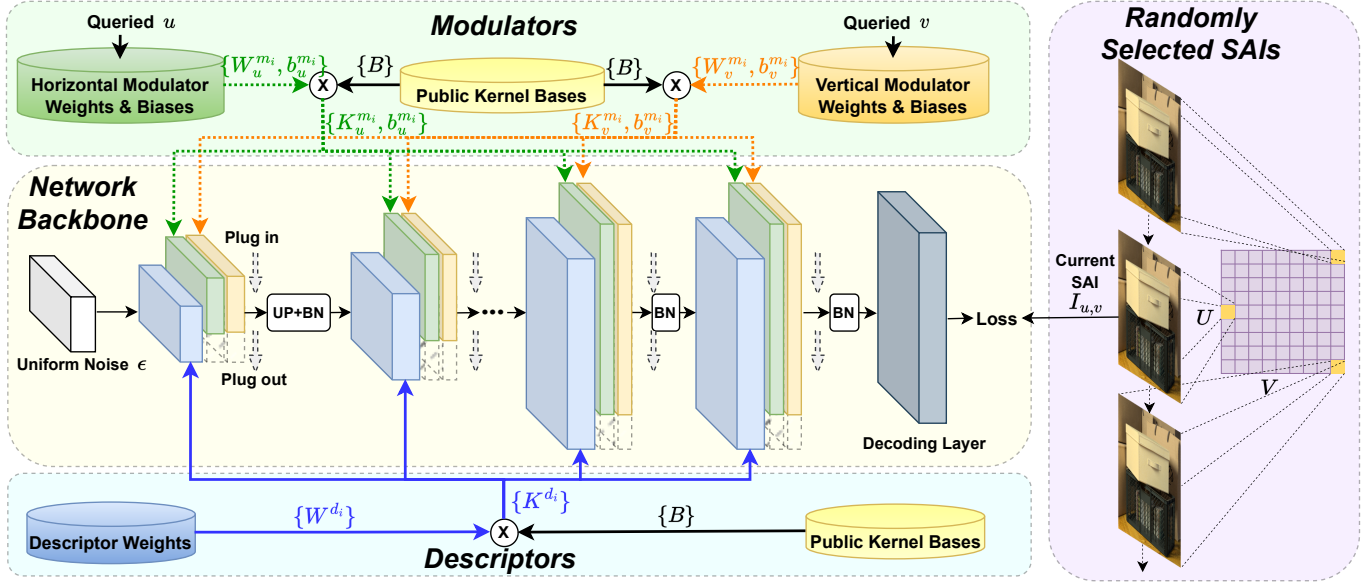 Queried u
Modulators
Queried v
Randomly
Selected SAIs
Horizontal Modulator
Weights & Biases
{W_u^{m_i}, b_u^{m_i}}
X
{B}
Public Kernel Bases
{B}
X
{W_v^{m_i}, b_v^{m_i}}
Vertical Modulator
Weights & Biases
{K_u^{m_i}, b_u^{m_i}}
{K_v^{m_i}, b_v^{m_i}}
Network
Backbone
Plug in
UP+BN
BN
BN
Loss
Current
SAI
I_{u,v}
U
V
Uniform Noise ϵ
Plug out
Decoding Layer
{W^{d_i}}
{K^{d_i}}
{B}
X
Descriptor Weights
Descriptors
Public Kernel Bases